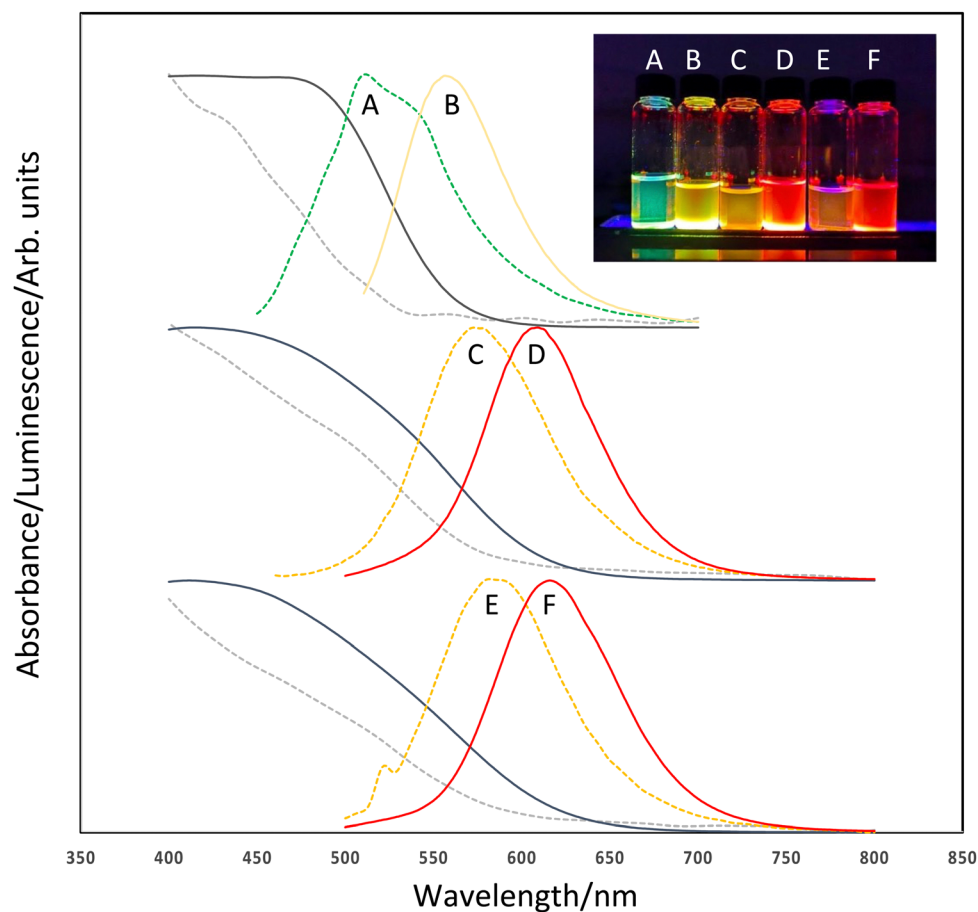 A B C D E F
A B
C D
E F
Absorbance/Luminescence/Arb. units
350 400 450 500 550 600 650 700 750 800 850
Wavelength/nm